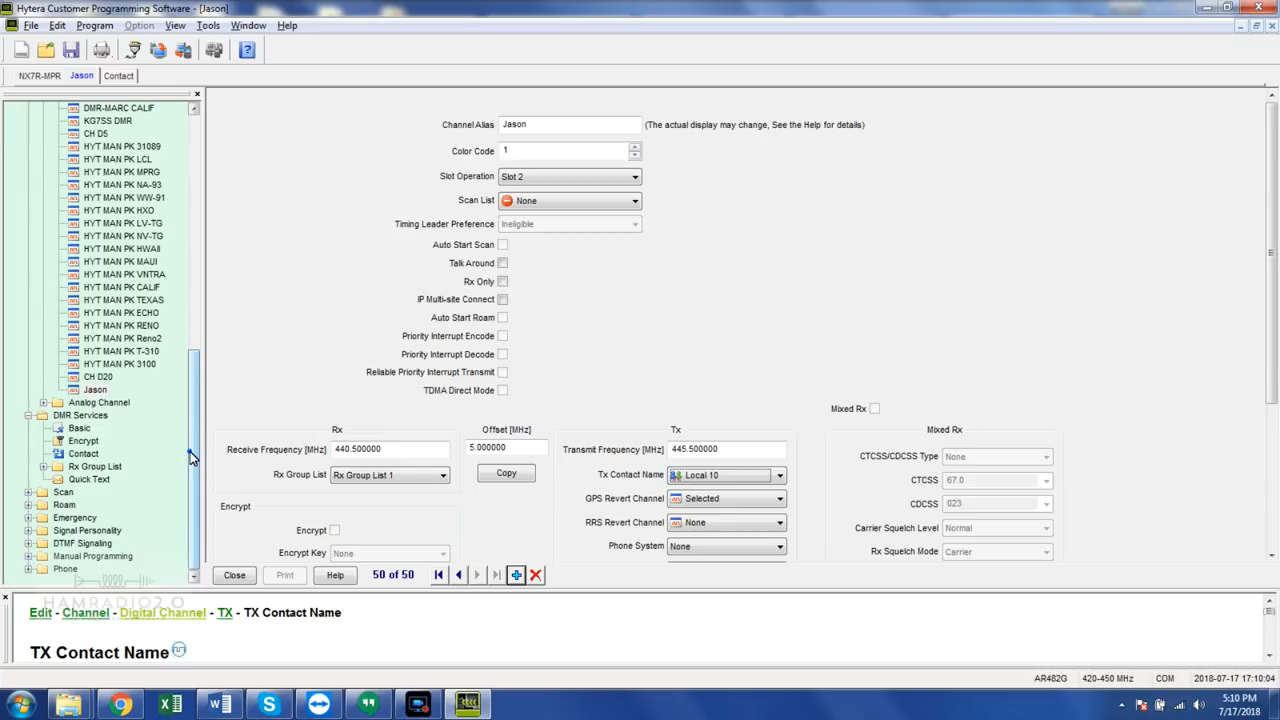 Hytera Customer Programming Software - [Jason]
File Edit Program Option View Tools Window Help
NX7R-MPR Jason Contact
DMR-MARC CALIF
KG7SS DMR
CH D5
HYT MAN PK 31089
HYT MAN PK LCL
HYT MAN PK MPRG
HYT MAN PK NA-93
HYT MAN PK WW-91
HYT MAN PK HXO
HYT MAN PK LV-TG
HYT MAN PK NV-TG
HYT MAN PK HWAII
HYT MAN PK MAUI
HYT MAN PK VNTRA
HYT MAN PK CALIF
HYT MAN PK TEXAS
HYT MAN PK ECHO
HYT MAN PK RENO
HYT MAN PK Reno2
HYT MAN PK T-310
HYT MAN PK 3100
CH D20
Jason
Analog Channel
DMR Services
Basic
Encrypt
Contact
Rx Group List
Quick Text
Scan
Roam
Emergency
Signal Personality
DTMF Signaling
Manual Programming
Phone
HAMRADIO2.0
Channel Alias Jason (The actual display may change, See the Help for details)
Color Code 1
Slot Operation Slot 2
Scan List None
Timing Leader Preference Ineligible
Auto Start Scan
Talk Around
Rx Only
IP Multi-site Connect
Auto Start Roam
Priority Interrupt Encode
Priority Interrupt Decode
Reliable Priority Interrupt Transmit
TDMA Direct Mode
Mixed Rx
Rx Offset [MHz] Tx Mixed Rx
Receive Frequency [MHz] 440.500000 5.000000 Transmit Frequency [MHz] 445.500000
CTCSS/CDCSS Type None
Rx Group List Rx Group List 1 Copy Tx Contact Name Local 10
CTCSS 67.0
GPS Revert Channel Selected
CDCSS 023
Encrypt
RRS Revert Channel None
Encrypt
Carrier Squelch Level Normal
Phone System None
Encrypt Key None
Rx Squelch Mode Carrier
Close Print Help 50 of 50
Edit - Channel - Digital Channel - TX - TX Contact Name
TX Contact Name
AR482G 420-450 MHz COM 2018-07-17 17:10:04
5:10 PM
7/17/2018